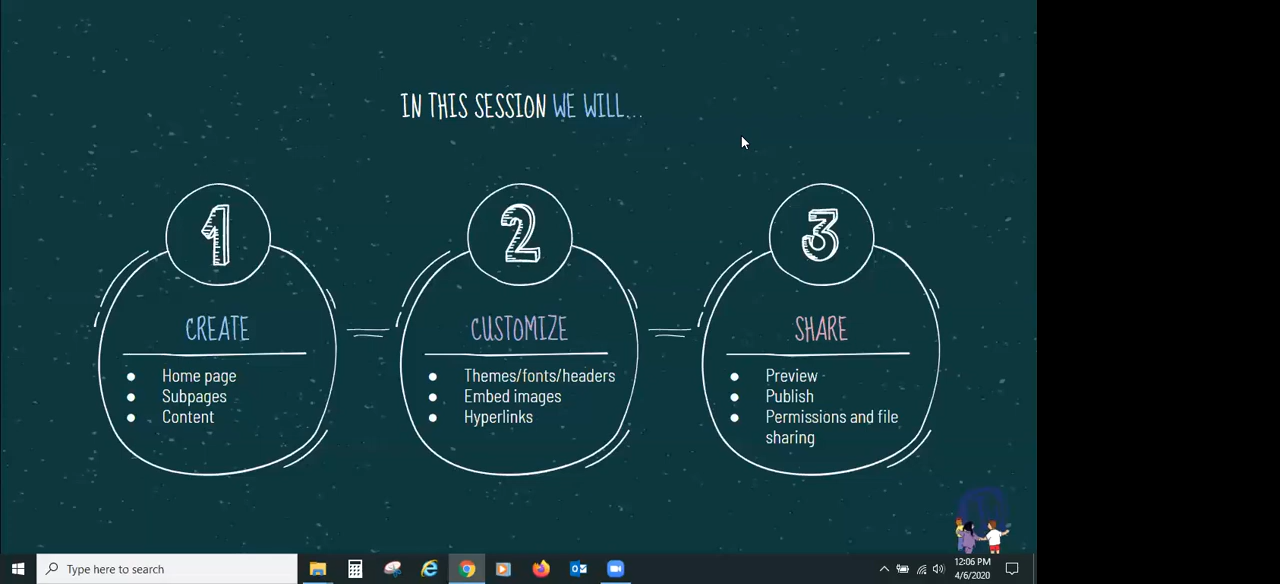 IN THIS SESSION WE WILL...
1
2
3
CREATE
Home page
Subpages
Content
CUSTOMIZE
Themes/fonts/headers
Embed images
Hyperlinks
SHARE
Preview
Publish
Permissions and file
sharing
Type here to search
12:06 PM
4/6/2020